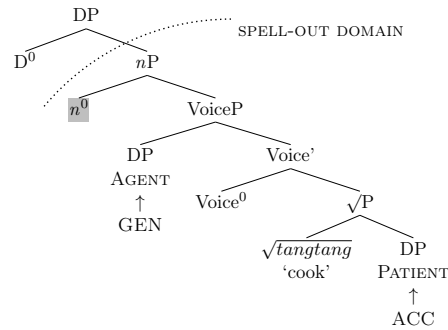 DP
SPELL-OUT DOMAIN
D⁰ nP
n⁰ VoiceP
DP Voice'
AGENT
↑
GEN
Voice⁰ √P
√tangtang DP
'cook' PATIENT
↑
ACC